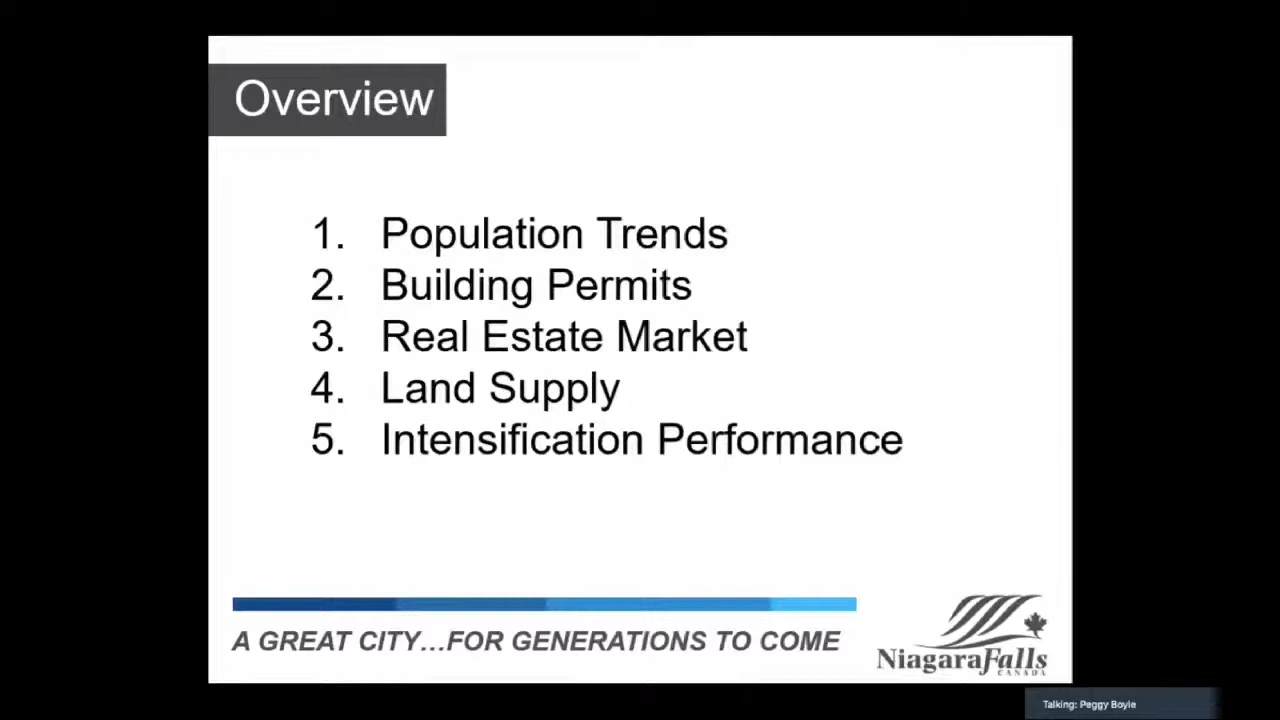 Overview
1. Population Trends
2. Building Permits
3. Real Estate Market
4. Land Supply
5. Intensification Performance
A GREAT CITY...FOR GENERATIONS TO COME
NiagaraFalls
CANADA
Talking: Peggy Boyle